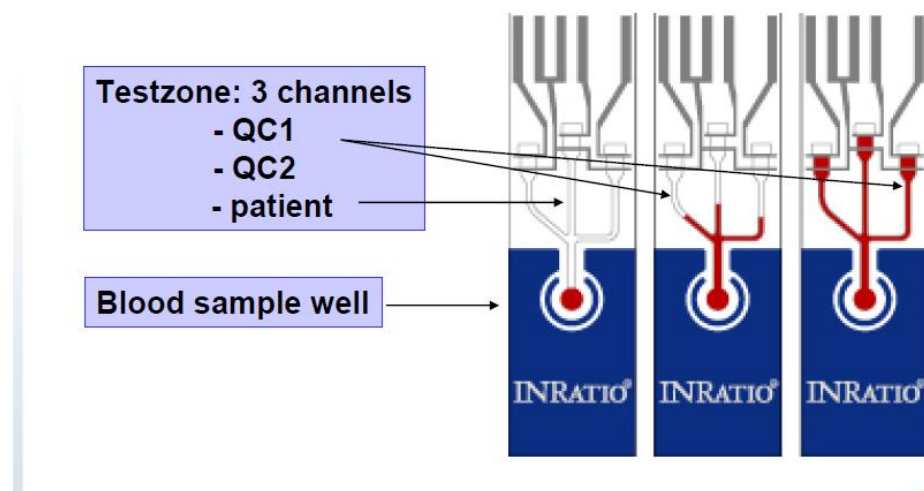 Testzone: 3 channels
- QC1
- QC2
- patient
Blood sample well
INRATIO®
INRATIO®
INRATIO®